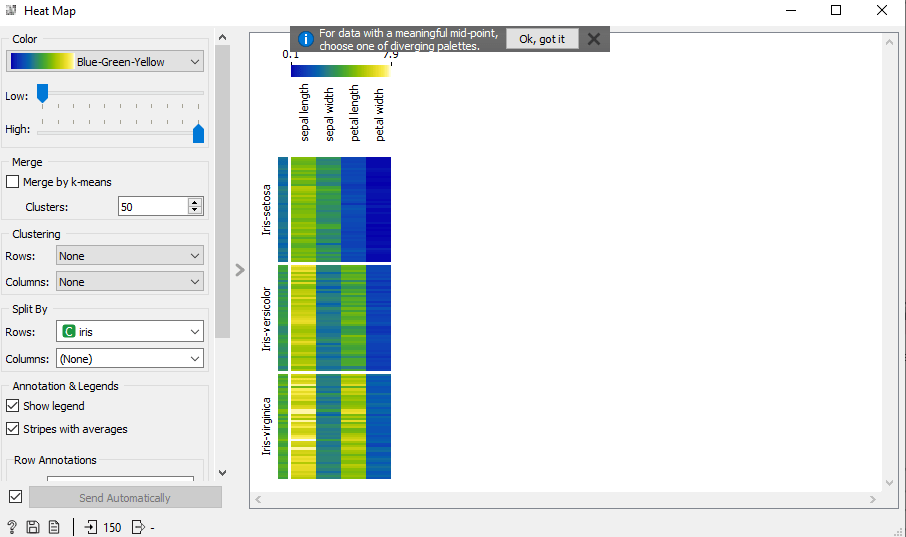 Heat Map
Color
Blue-Green-Yellow
Low:
High:
Merge
Merge by k-means
Clusters:
50
Clustering
Rows:
None
Columns:
None
Split By
Rows:
C iris
Columns:
(None)
Annotation & Legends
Show legend
Stripes with averages
Row Annotations
Send Automatically
150
-
For data with a meaningful mid-point,
choose one of diverging palettes.
Ok, got it
0.1
7.9
sepal length
sepal width
petal length
petal width
Iris-setosa
Iris-versicolor
Iris-virginica